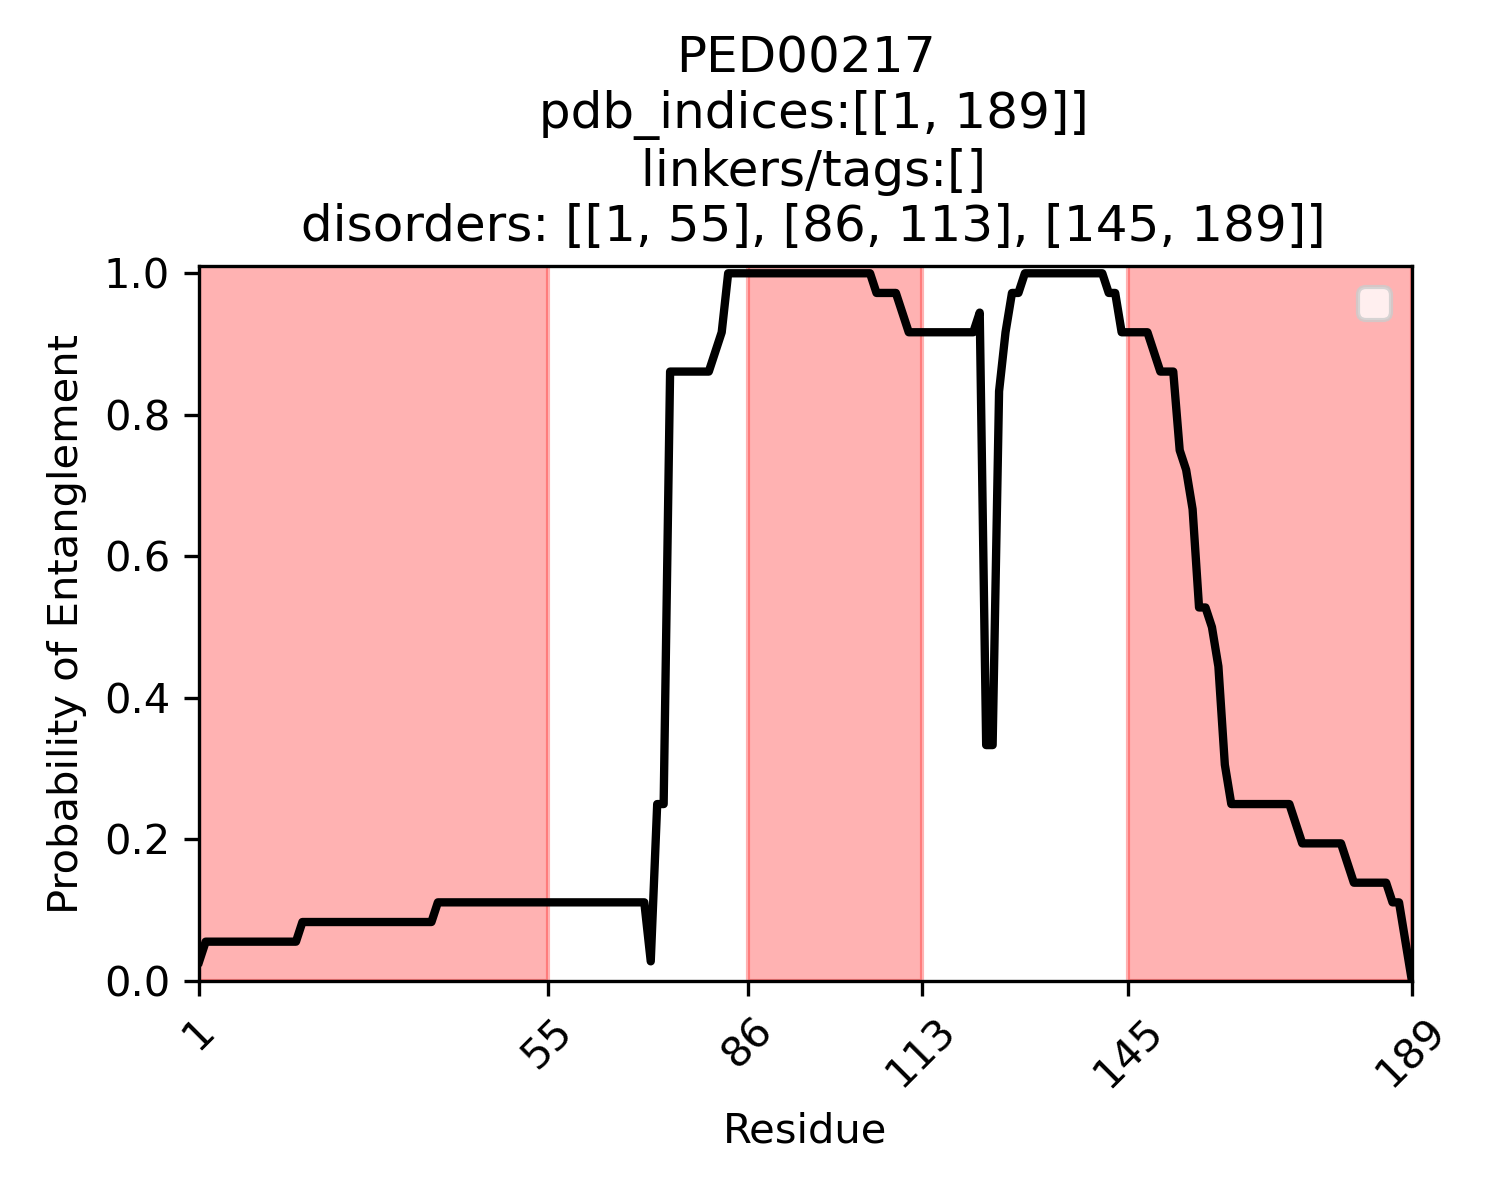 PED00217
pdb_indices:[[1, 189]]
linkers/tags:[]
disorders: [[1, 55], [86, 113], [145, 189]]
1.0
0.8
0.6
0.4
0.2
0.0
Probability of Entanglement
1
55
86
113
145
189
Residue